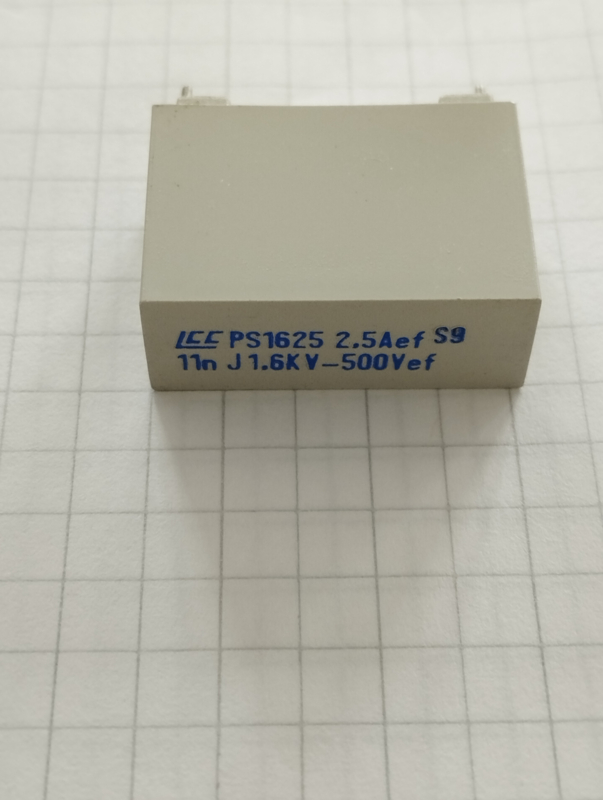 LCC PS1625 2.5Aef S9
11n J 1.6KV-500Vef